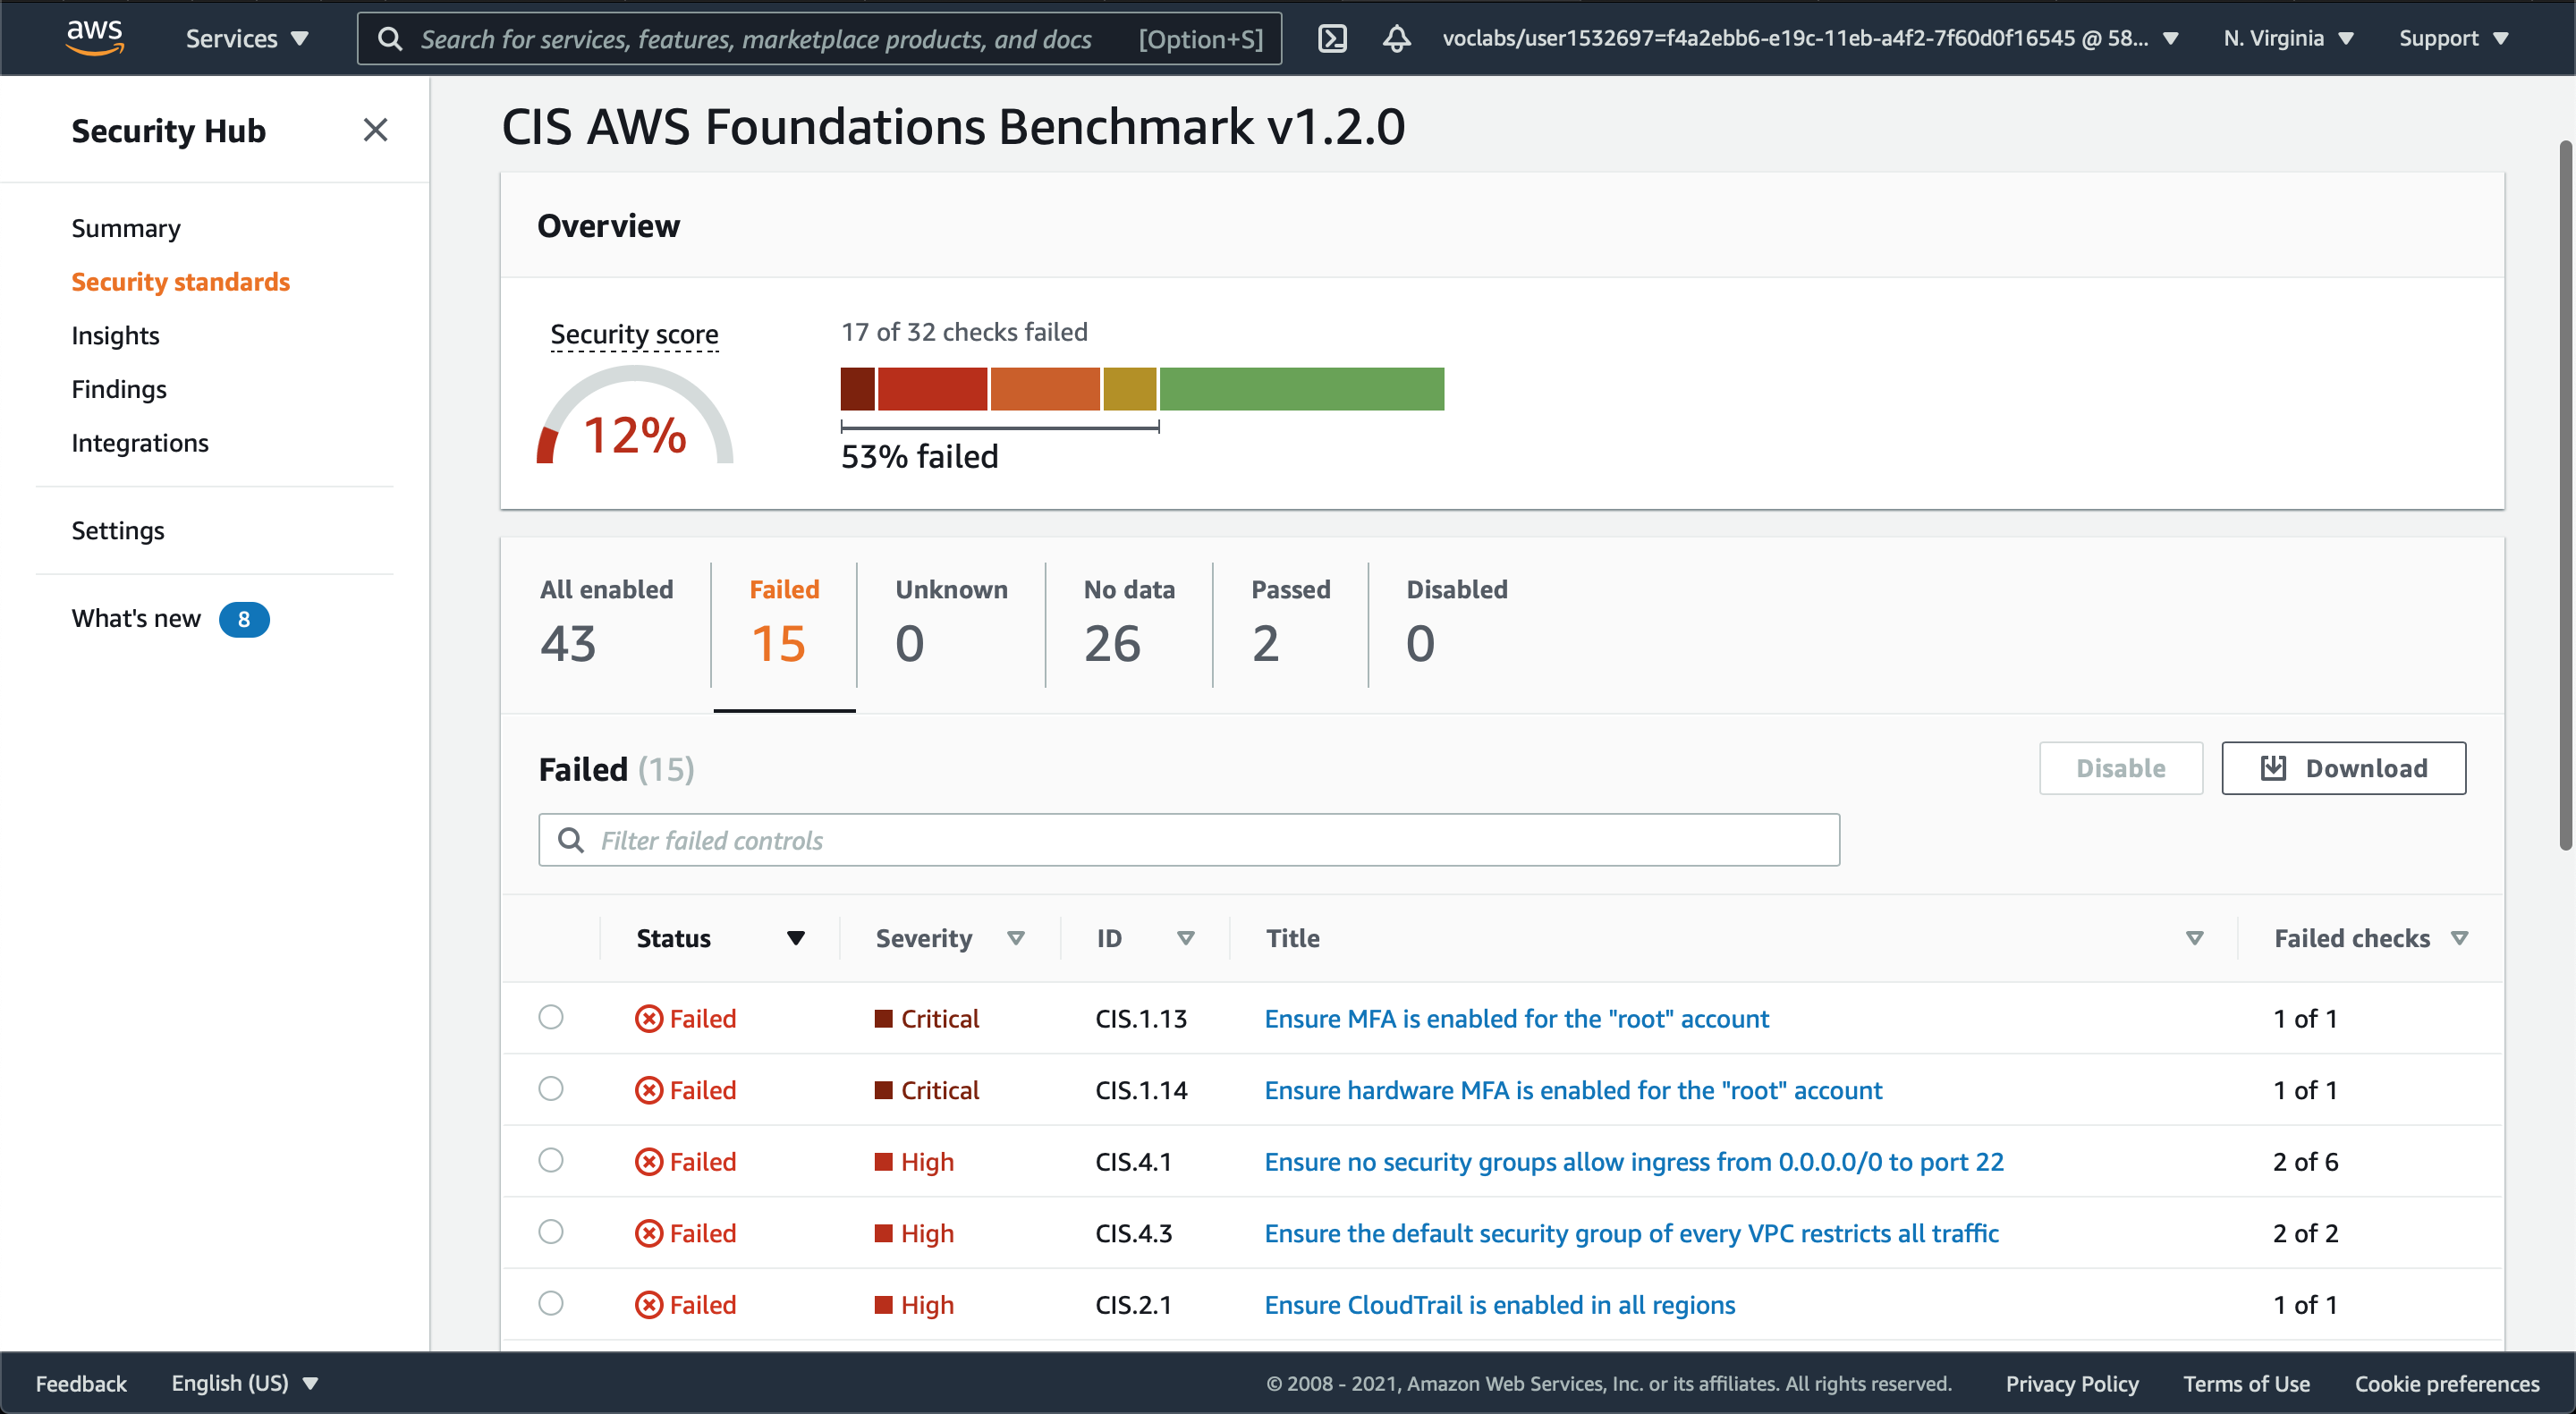 aws
Services
Search for services, features, marketplace products, and docs [Option+S]
voclabs/user1532697=f4a2ebb6-e19c-11eb-a4f2-7f60d0f16545 @ 58...
N. Virginia
Support
Security Hub
Summary
Security standards
Insights
Findings
Integrations
Settings
What's new 8
CIS AWS Foundations Benchmark v1.2.0
Overview
Security score
12%
17 of 32 checks failed
53% failed
All enabled
43
Failed
15
Unknown
0
No data
26
Passed
2
Disabled
0
Failed (15)
Disable
Download
Filter failed controls
Status Severity ID Title Failed checks
Failed Critical CIS.1.13 Ensure MFA is enabled for the "root" account 1 of 1
Failed Critical CIS.1.14 Ensure hardware MFA is enabled for the "root" account 1 of 1
Failed High CIS.4.1 Ensure no security groups allow ingress from 0.0.0.0/0 to port 22 2 of 6
Failed High CIS.4.3 Ensure the default security group of every VPC restricts all traffic 2 of 2
Failed High CIS.2.1 Ensure CloudTrail is enabled in all regions 1 of 1
Feedback English (US) © 2008 - 2021, Amazon Web Services, Inc. or its affiliates. All rights reserved. Privacy Policy Terms of Use Cookie preferences